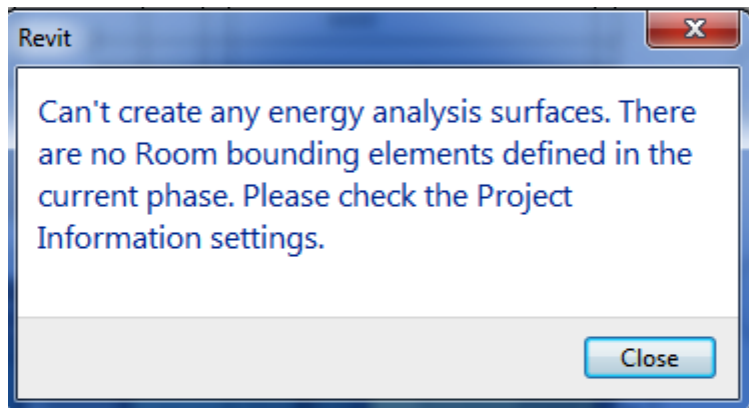 Revit
Can't create any energy analysis surfaces. There
are no Room bounding elements defined in the
current phase. Please check the Project
Information settings.
Close